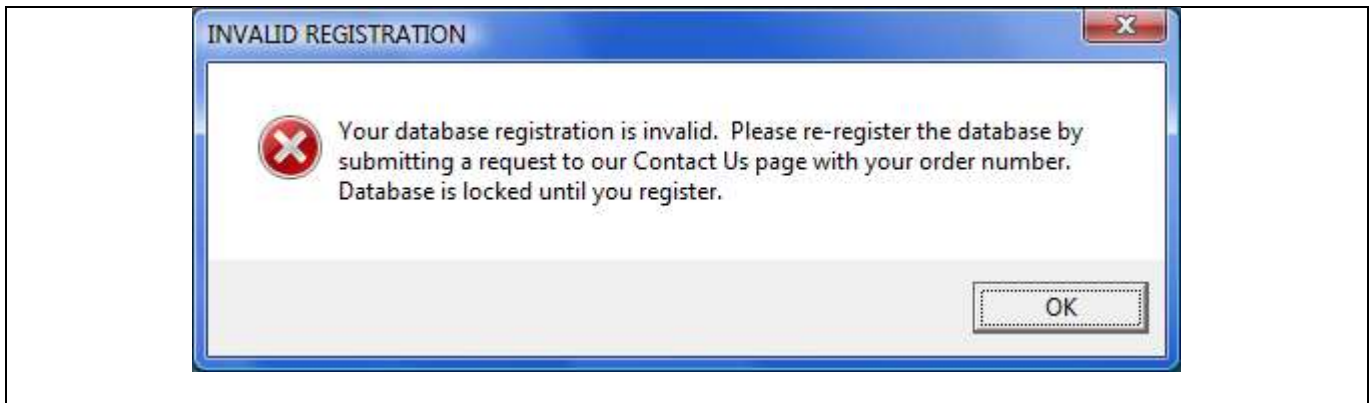 INVALID REGISTRATION
Your database registration is invalid.  Please re-register the database by
submitting a request to our Contact Us page with your order number.
Database is locked until you register.
OK